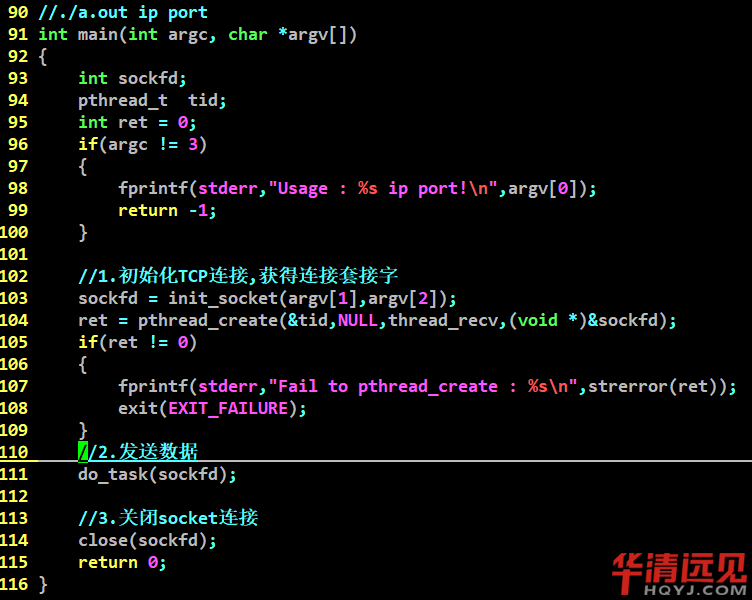 90 //./a.out ip port
91 int main(int argc, char *argv[])
92 {
93     int sockfd;
94     pthread_t  tid;
95     int ret = 0;
96     if(argc != 3)
97     {
98         fprintf(stderr,"Usage : %s ip port!\n",argv[0]);
99         return -1;
100     }
101
102     //1.初始化TCP连接,获得连接套接字
103     sockfd = init_socket(argv[1],argv[2]);
104     ret = pthread_create(&tid,NULL,thread_recv,(void *)&sockfd);
105     if(ret != 0)
106     {
107         fprintf(stderr,"Fail to pthread_create : %s\n",strerror(ret));
108         exit(EXIT_FAILURE);
109     }
110     //2.发送数据
111     do_task(sockfd);
112
113     //3.关闭socket连接
114     close(sockfd);
115     return 0;
116 }
华清远见
HQYJ.COM